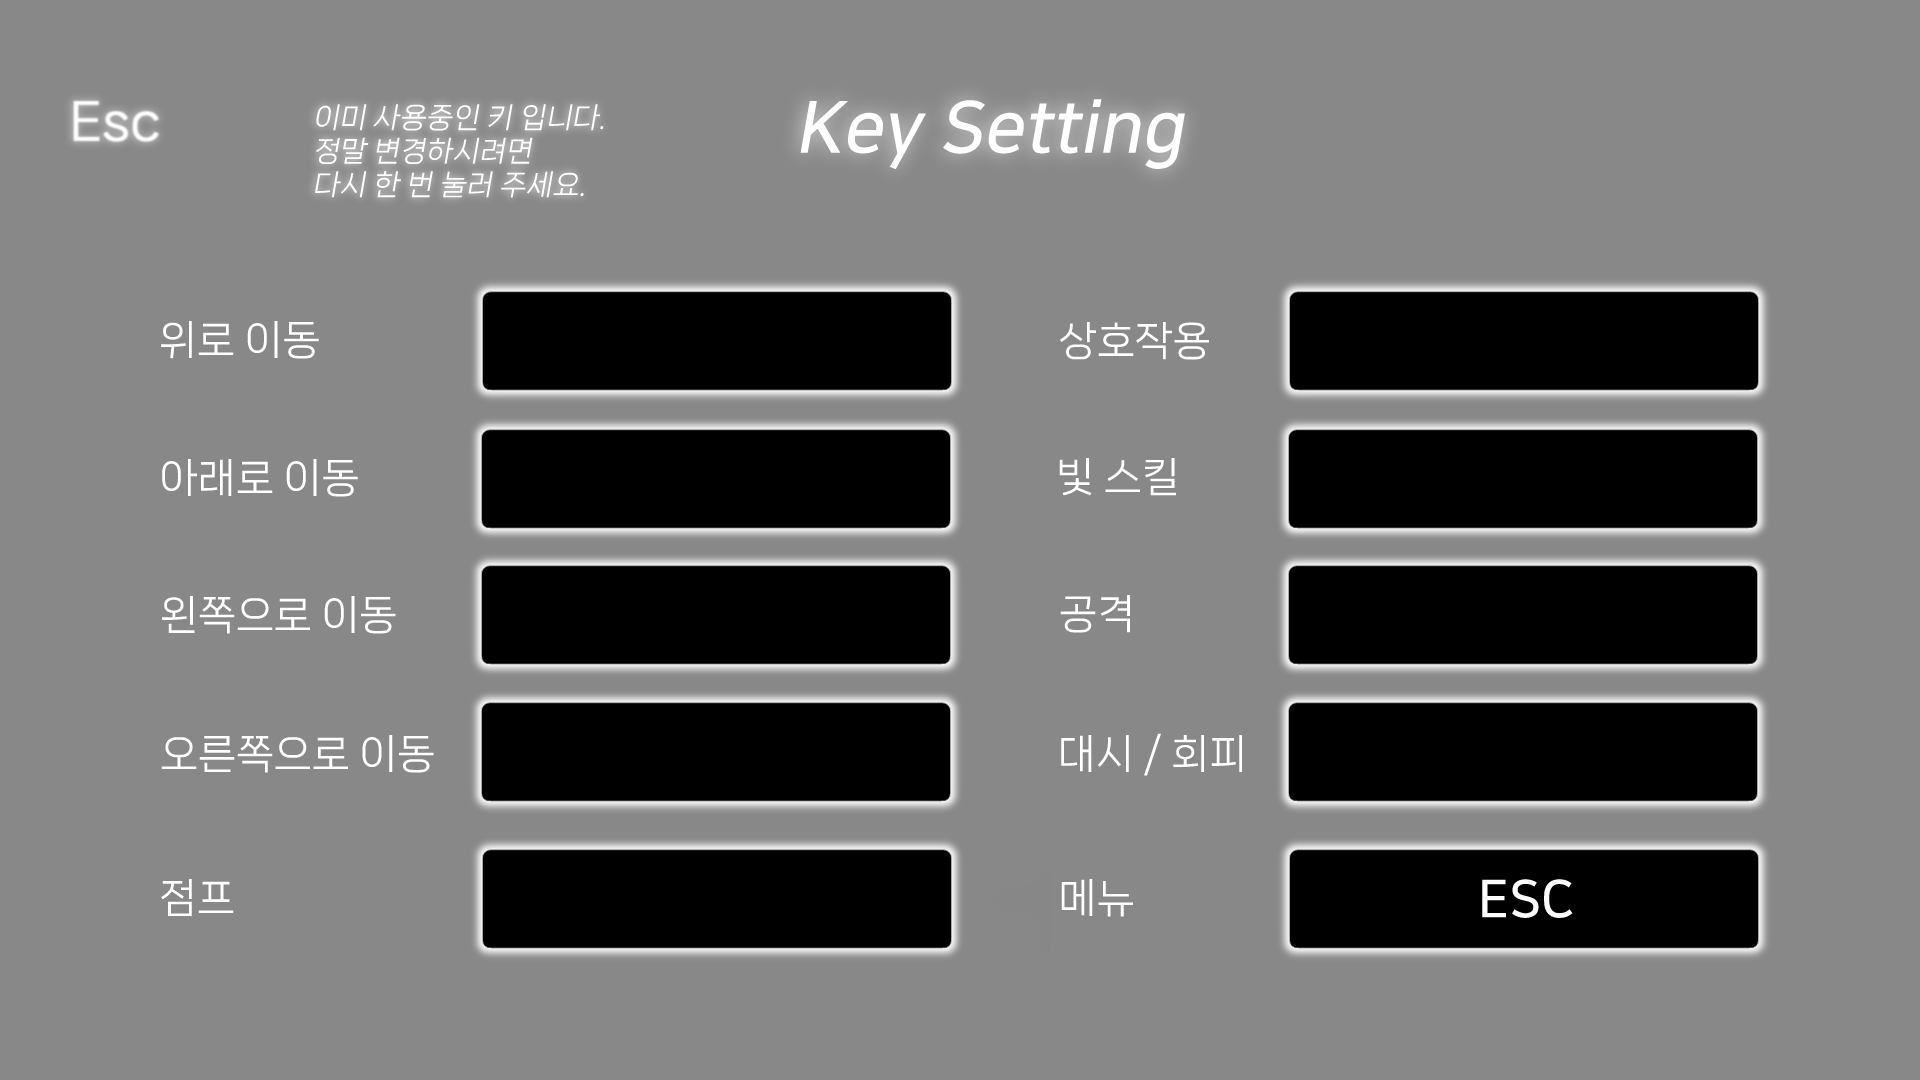 Esc
이미 사용중인 키 입니다.
정말 변경하시려면
다시 한 번 눌러 주세요.
Key Setting
위로 이동
아래로 이동
왼쪽으로 이동
오른쪽으로 이동
점프
상호작용
빛 스킬
공격
대시 / 회피
메뉴
ESC